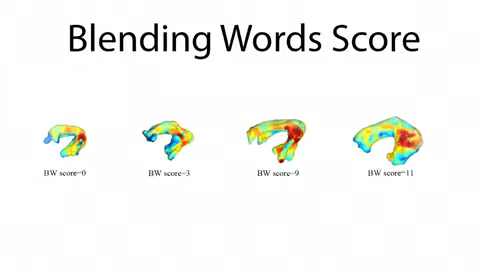 Blending Words Score
BW score=0
BW score=3
BW score=9
BW score=11